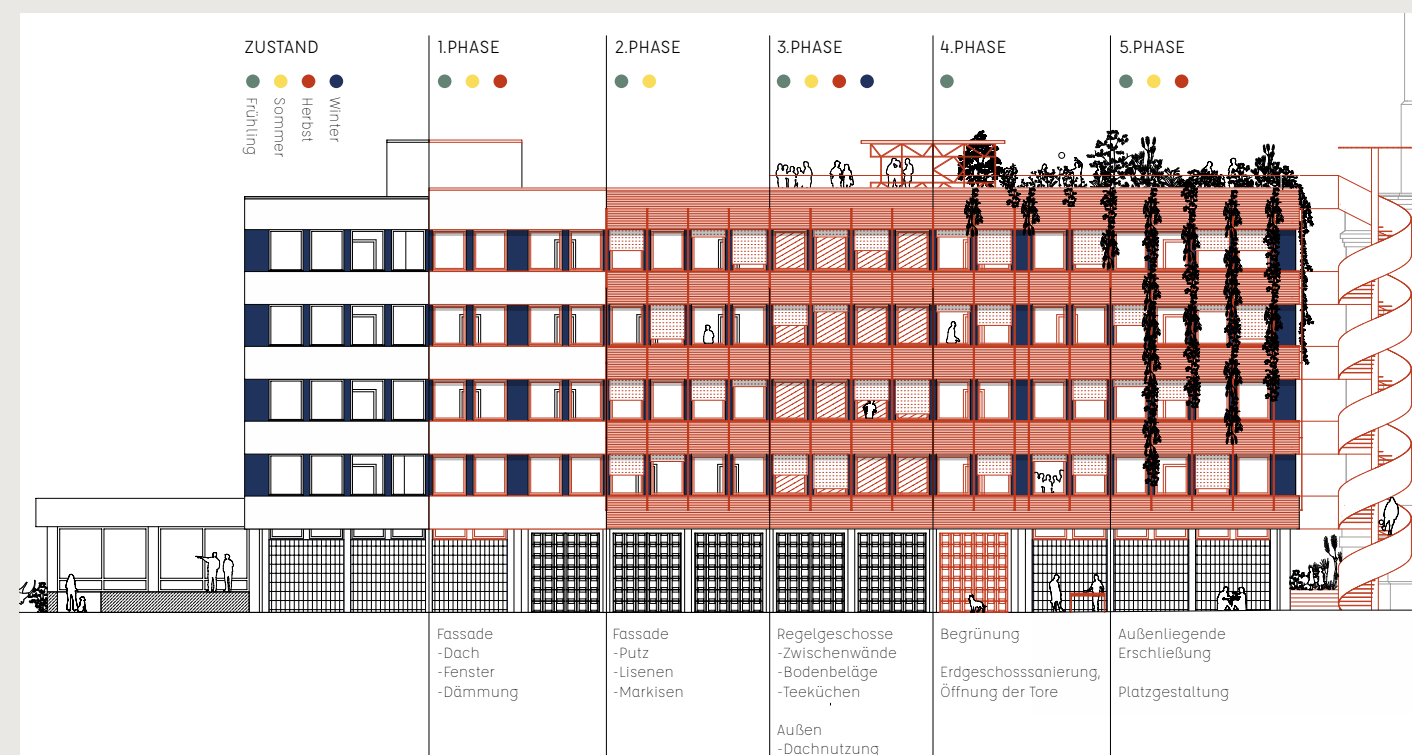 ZUSTAND
Frühling
Sommer
Herbst
Winter
1.PHASE
2.PHASE
3.PHASE
4.PHASE
5.PHASE
Fassade
-Dach
-Fenster
-Dämmung
Fassade
-Putz
-Lisenen
-Markisen
Regelgeschosse
-Zwischenwände
-Bodenbeläge
-Teeküchen
Außen
-Dachnutzung
Begrünung
Erdgeschosssanierung,
Öffnung der Tore
Außenliegende
Erschließung
Platzgestaltung